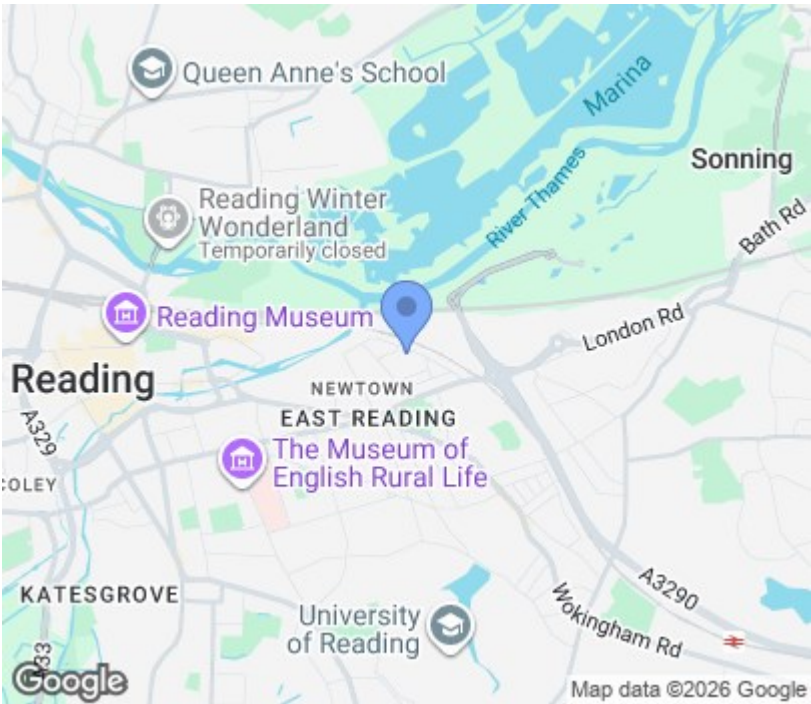 Queen Anne's School
Marina
Sonning
Reading Winter
Wonderland
Temporarily closed
River Thames
Bath Rd
Reading Museum
London Rd
Reading
NEWTOWN
A329
EAST READING
The Museum of
English Rural Life
COLEY
A3290
KATESGROVE
Wokingham Rd
University
of Reading
A33
Google
Map data ©2026 Google